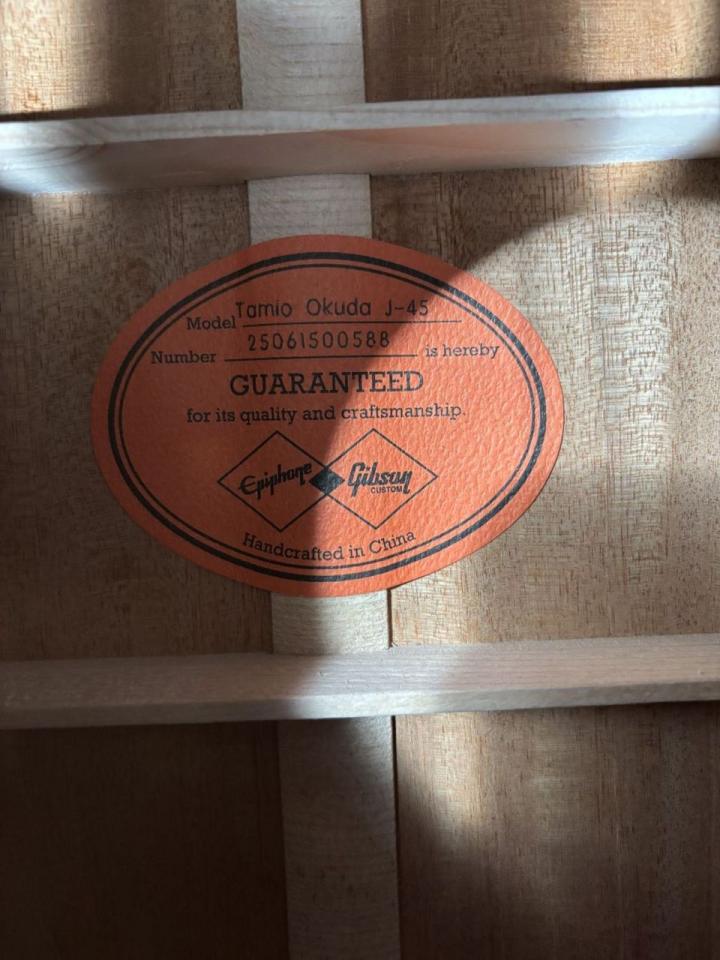 Model Tamio Okuda J-45
Number 25061500588 is hereby
GUARANTEED
for its quality and craftsmanship.
Epiphone Gibson
CUSTOM
Handcrafted in China